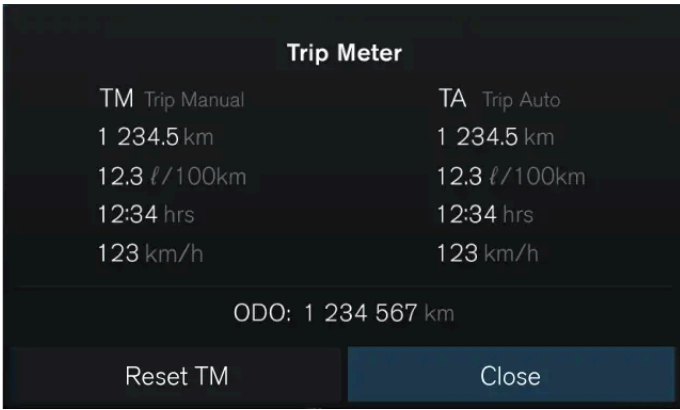 Trip Meter
TM Trip Manual
TA Trip Auto
1 234.5 km
1 234.5 km
12.3 ℓ/100km
12.3 ℓ/100km
12:34 hrs
12:34 hrs
123 km/h
123 km/h
ODO: 1 234 567 km
Reset TM
Close